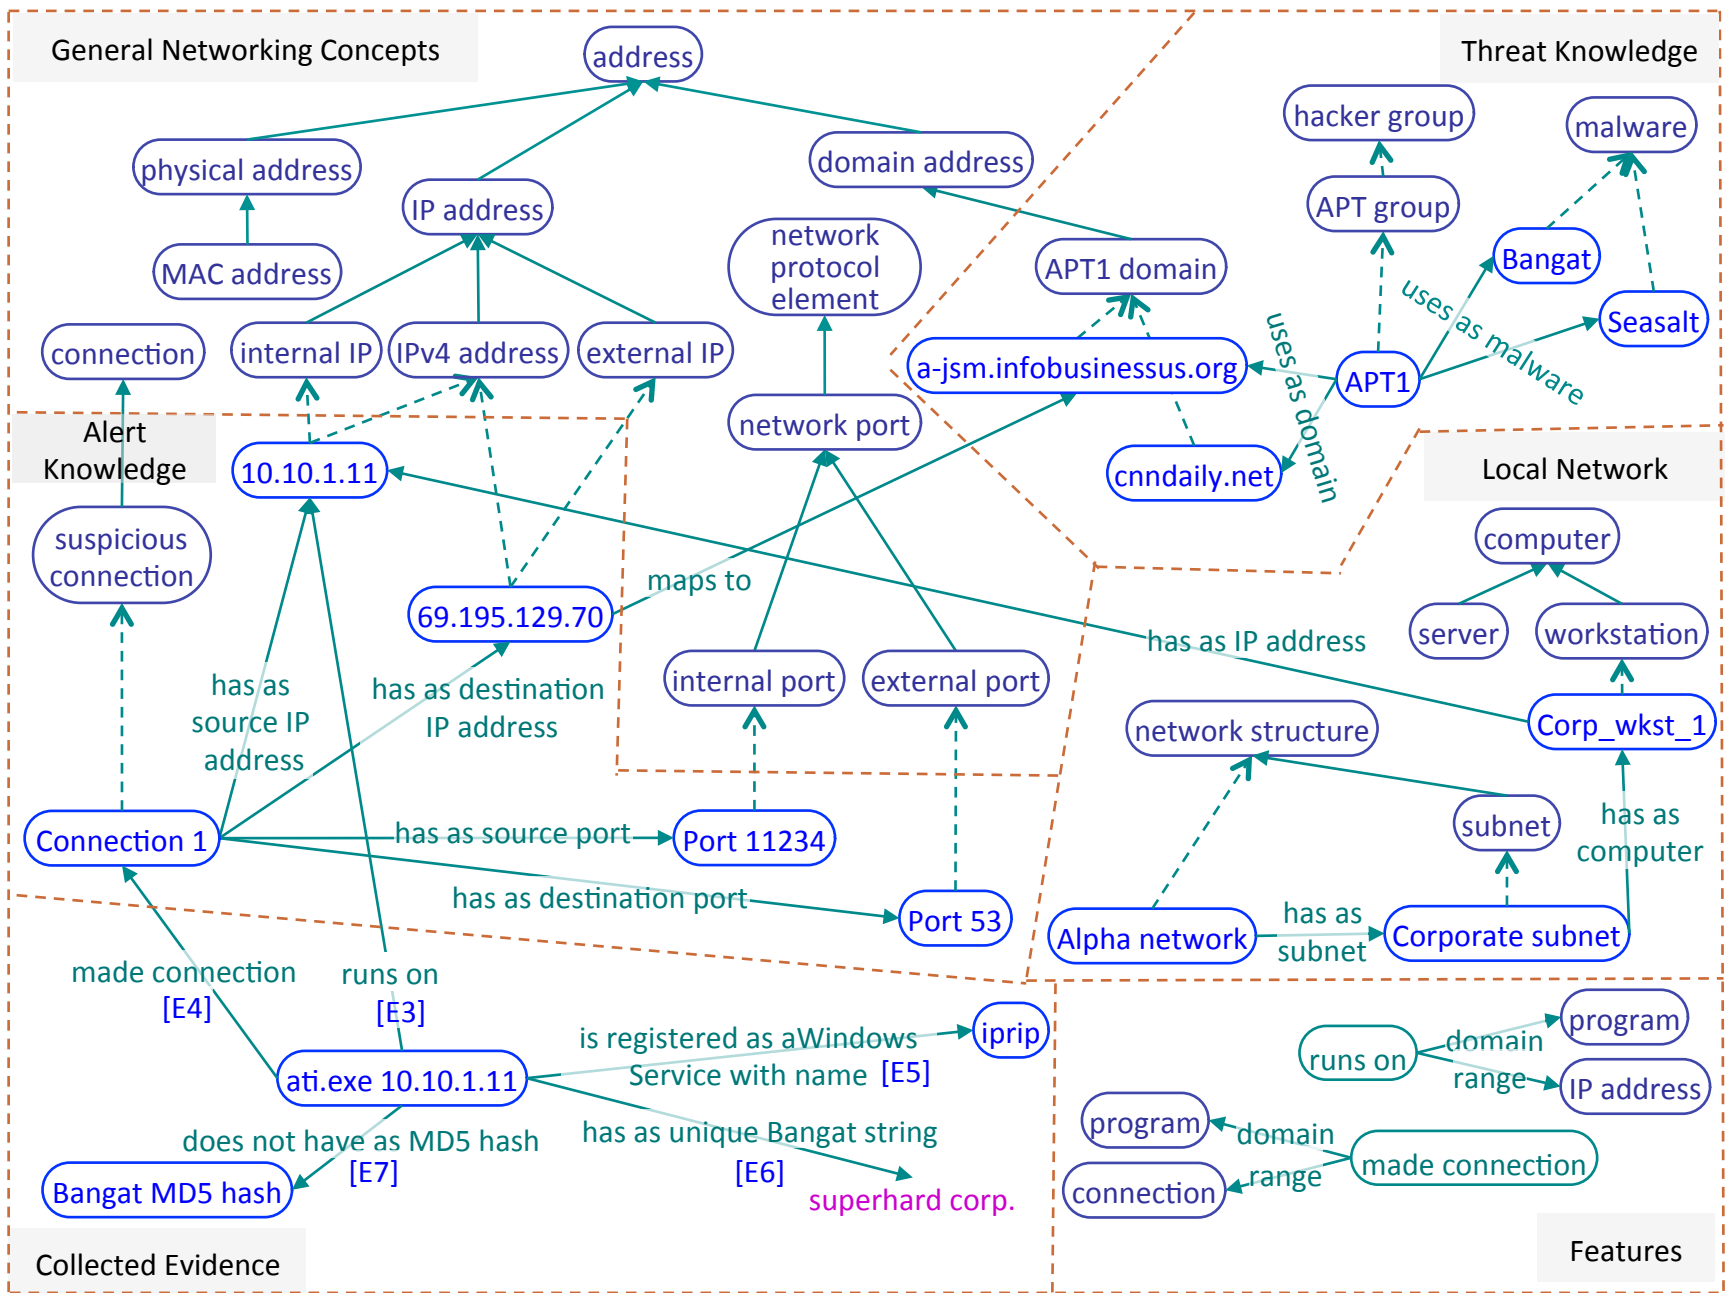 General Networking Concepts
address
Threat Knowledge
hacker group
malware
physical address
domain address
IP address
APT group
network
protocol
element
MAC address
APT1 domain
Bangat
uses as malware
Seasalt
connection
internal IP
IPv4 address
external IP
a-jsm.infobusinessus.org
uses as domain
APT1
network port
Alert
Knowledge
10.10.1.11
cnndaily.net
Local Network
suspicious
connection
computer
maps to
69.195.129.70
has as IP address
server
workstation
has as
source IP
address
has as destination
IP address
internal port
external port
network structure
Corp_wkst_1
Connection 1
has as source port
Port 11234
subnet
has as
computer
has as destination port
Port 53
Alpha network
has as
subnet
Corporate subnet
made connection
[E4]
runs on
[E3]
iprip
is registered as aWindows
Service with name [E5]
ati.exe 10.10.1.11
does not have as MD5 hash
[E7]
has as unique Bangat string
[E6]
Bangat MD5 hash
superhard corp.
Collected Evidence
program
runs on
domain
range
IP address
program
domain
made connection
range
connection
Features